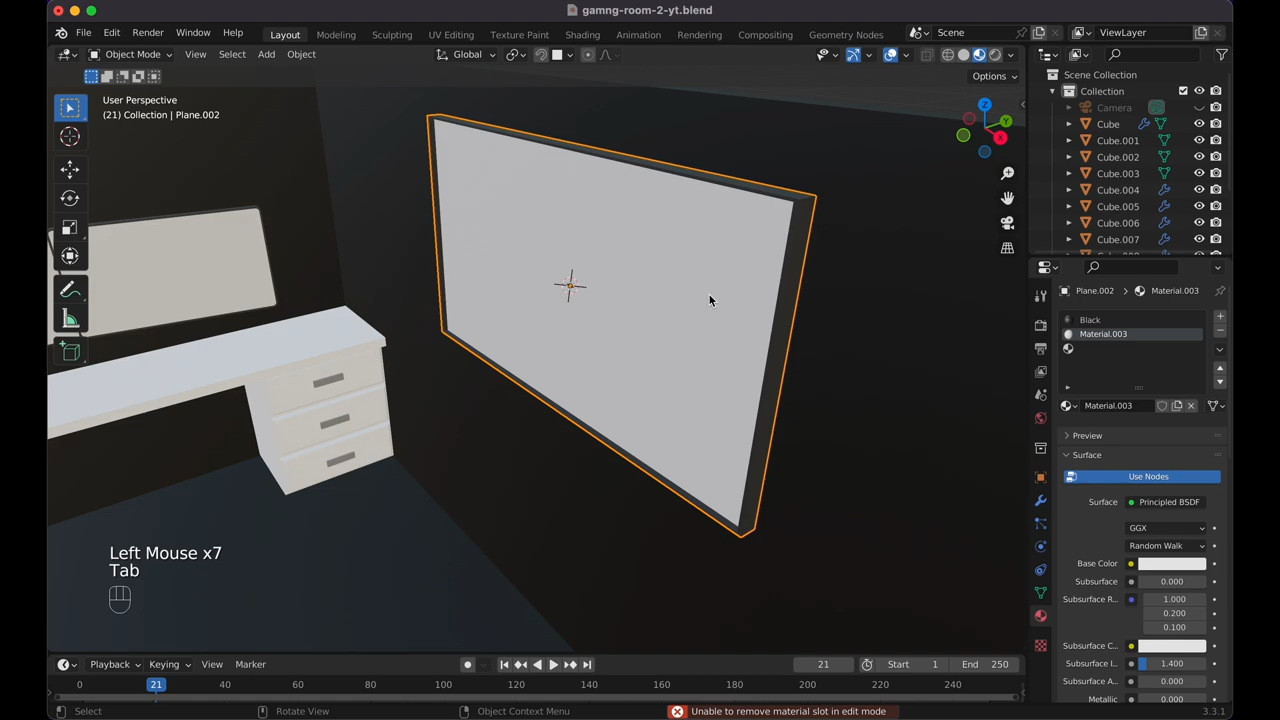 gamng-room-2-yt.blend
File Edit Render Window Help Layout Modeling Sculpting UV Editing Texture Paint Shading Animation Rendering Compositing Geometry Nodes Scene ViewLayer
Object Mode View Select Add Object Global
Options
User Perspective
(21) Collection | Plane.002
Z
Y
X
Left Mouse x7
Tab
Scene Collection
Collection
Camera
Cube
Cube.001
Cube.002
Cube.003
Cube.004
Cube.005
Cube.006
Cube.007
Plane.002 Material.003
Black
Material.003
Material.003
Preview
Surface
Use Nodes
Surface Principled BSDF
GGX
Random Walk
Base Color
Subsurface 0.000
Subsurface R... 1.000
0.200
0.100
Subsurface C...
Subsurface I... 1.400
Subsurface A... 0.000
Metallic 0.000
Playback Keying View Marker 21 Start 1 End 250
0 21 40 60 80 100 120 140 160 180 200 220 240
Select Rotate View Object Context Menu Unable to remove material slot in edit mode 3.3.1